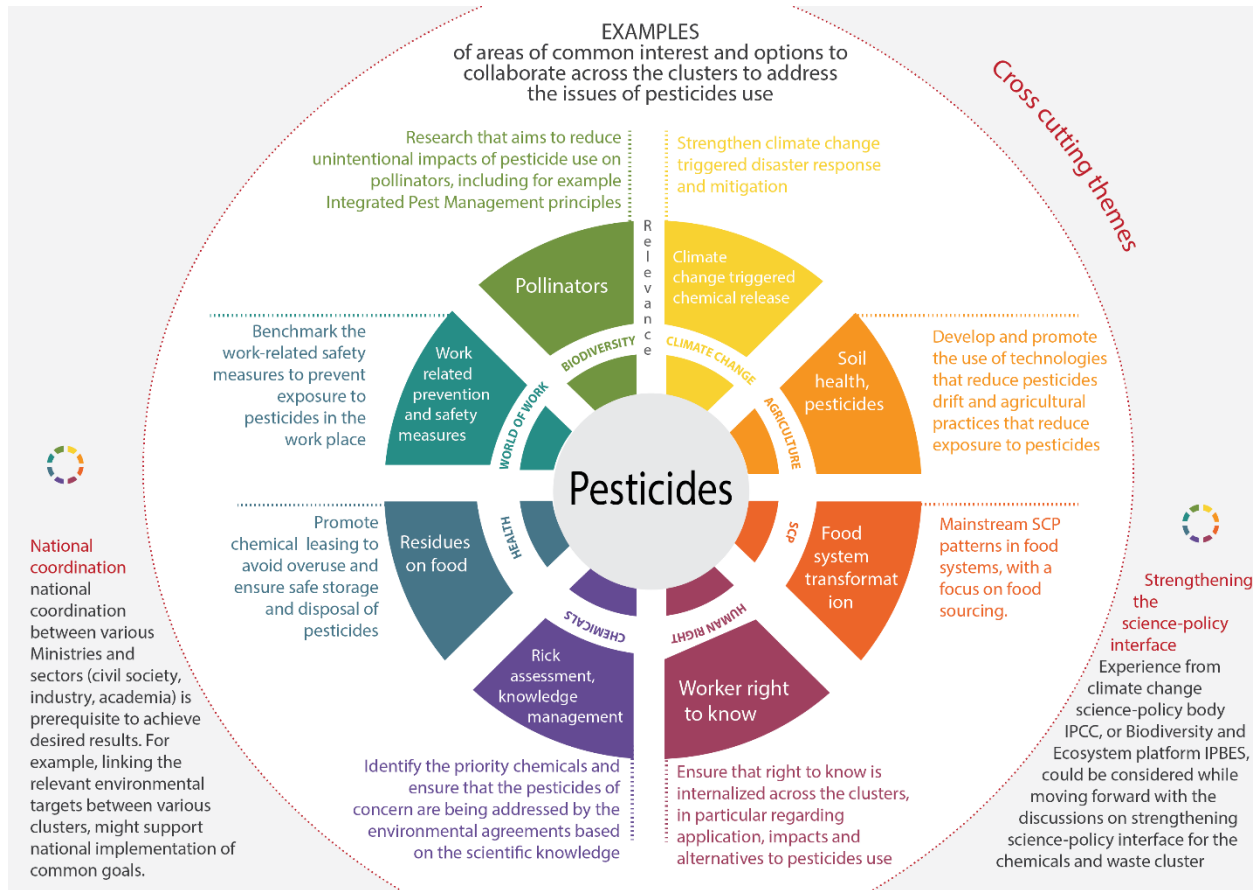 EXAMPLES
of areas of common interest and options to
collaborate across the clusters to address
the issues of pesticides use
Cross cutting themes
Research that aims to reduce
unintentional impacts of pesticide use on
pollinators, including for example
Integrated Pest Management principles
Strengthen climate change
triggered disaster response
and mitigation
Relevance
Pollinators
BIODIVERSITY
Climate
change triggered
chemical release
CLIMATE CHANGE
Benchmark the
work-related safety
measures to prevent
exposure to
pesticides in the
work place
Work
related
prevention
and safety
measures
WORLD OF WORK
Soil
health,
pesticides
AGRICULTURE
Develop and promote
the use of technologies
that reduce pesticides
drift and agricultural
practices that reduce
exposure to pesticides
Pesticides
Promote
chemical leasing to
avoid overuse and
ensure safe storage
and disposal of
pesticides
Residues
on food
HEALTH
Food
system
transformat
ion
SCP
Mainstream SCP
patterns in food
systems, with a
focus on food
sourcing.
CHEMICALS
Rick
assessment,
knowledge
management
HUMAN RIGHT
Worker right
to know
Identify the priority chemicals and
ensure that the pesticides of
concern are being addressed by the
environmental agreements based
on the scientific knowledge
Ensure that right to know is
internalized across the clusters,
in particular regarding
application, impacts and
alternatives to pesticides use
National
coordination
national
coordination
between various
Ministries and
sectors (civil society,
industry, academia) is
prerequisite to achieve
desired results. For
example, linking the
relevant environmental
targets between various
clusters, might support
national implementation of
common goals.
Strengthening
the
science-policy
interface
Experience from
climate change
science-policy body
IPCC, or Biodiversity and
Ecosystem platform IPBES,
could be considered while
moving forward with the
discussions on strengthening
science-policy interface for the
chemicals and waste cluster